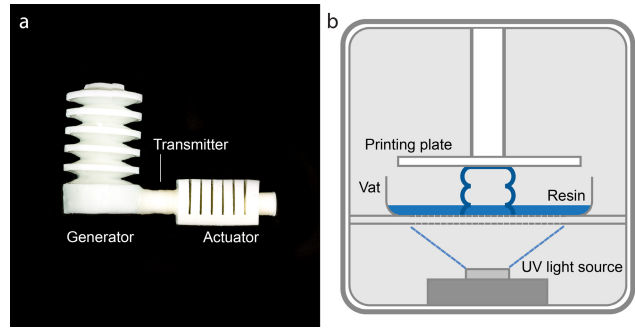 a
Transmitter
Generator
Actuator
b
Printing plate
Vat
Resin
UV light source